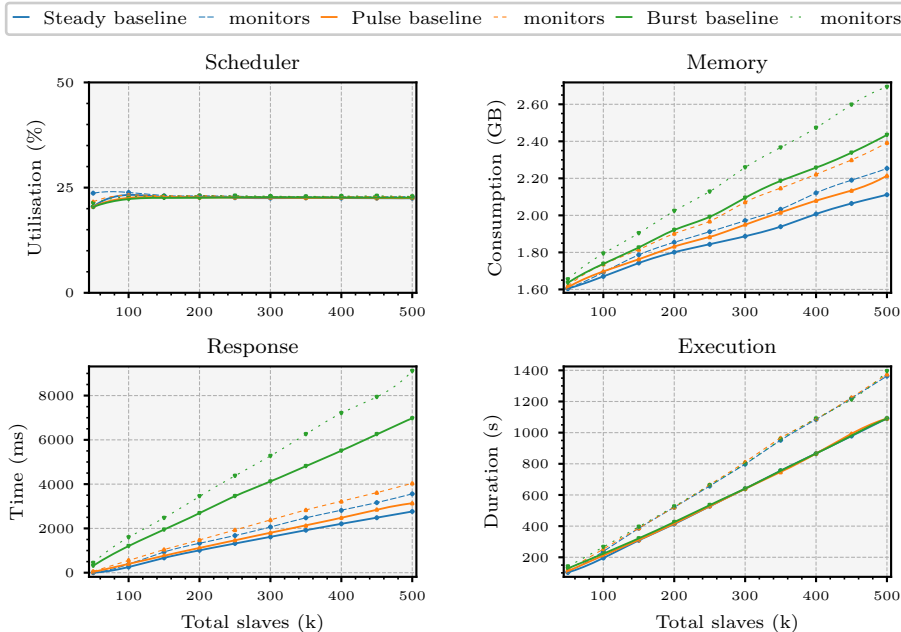 Steady baseline monitors Pulse baseline monitors Burst baseline monitors
Scheduler
Utilisation (%)
50
25
0
100 200 300 400 500
Memory
Consumption (GB)
2.60
2.40
2.20
2.00
1.80
1.60
100 200 300 400 500
Response
Time (ms)
8000
6000
4000
2000
0
100 200 300 400 500
Total slaves (k)
Execution
Duration (s)
1400
1200
1000
800
600
400
200
100 200 300 400 500
Total slaves (k)